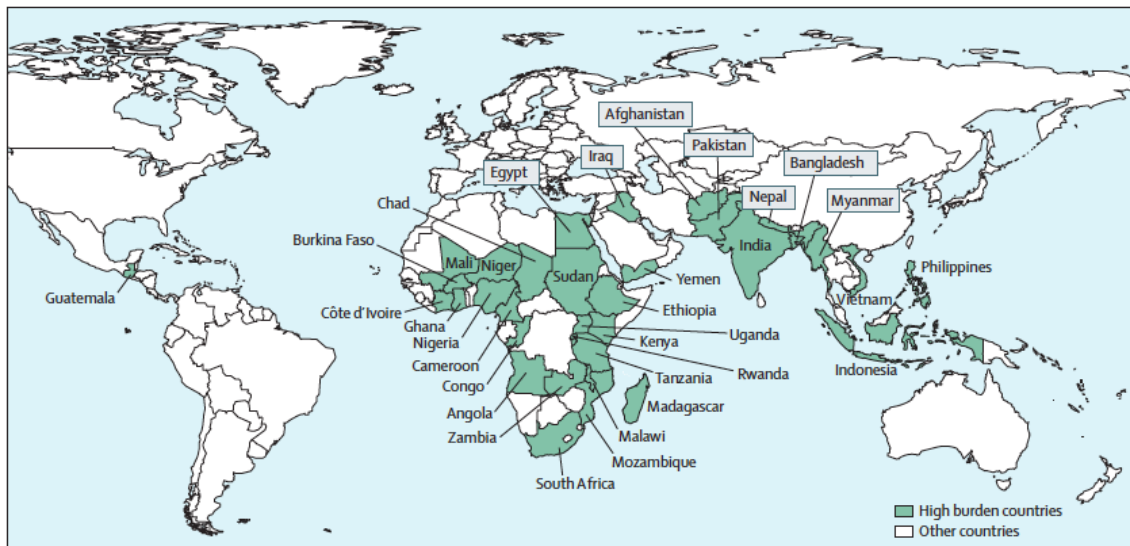 Afghanistan
Pakistan
Iraq
Bangladesh
Egypt
Nepal
Chad
Myanmar
Burkina Faso
Mali
Niger
India
Sudan
Philippines
Yemen
Guatemala
Vietnam
Côte d'Ivoire
Ethiopia
Ghana
Uganda
Nigeria
Kenya
Cameroon
Indonesia
Rwanda
Tanzania
Congo
Madagascar
Angola
Malawi
Zambia
Mozambique
South Africa
High burden countries
Other countries